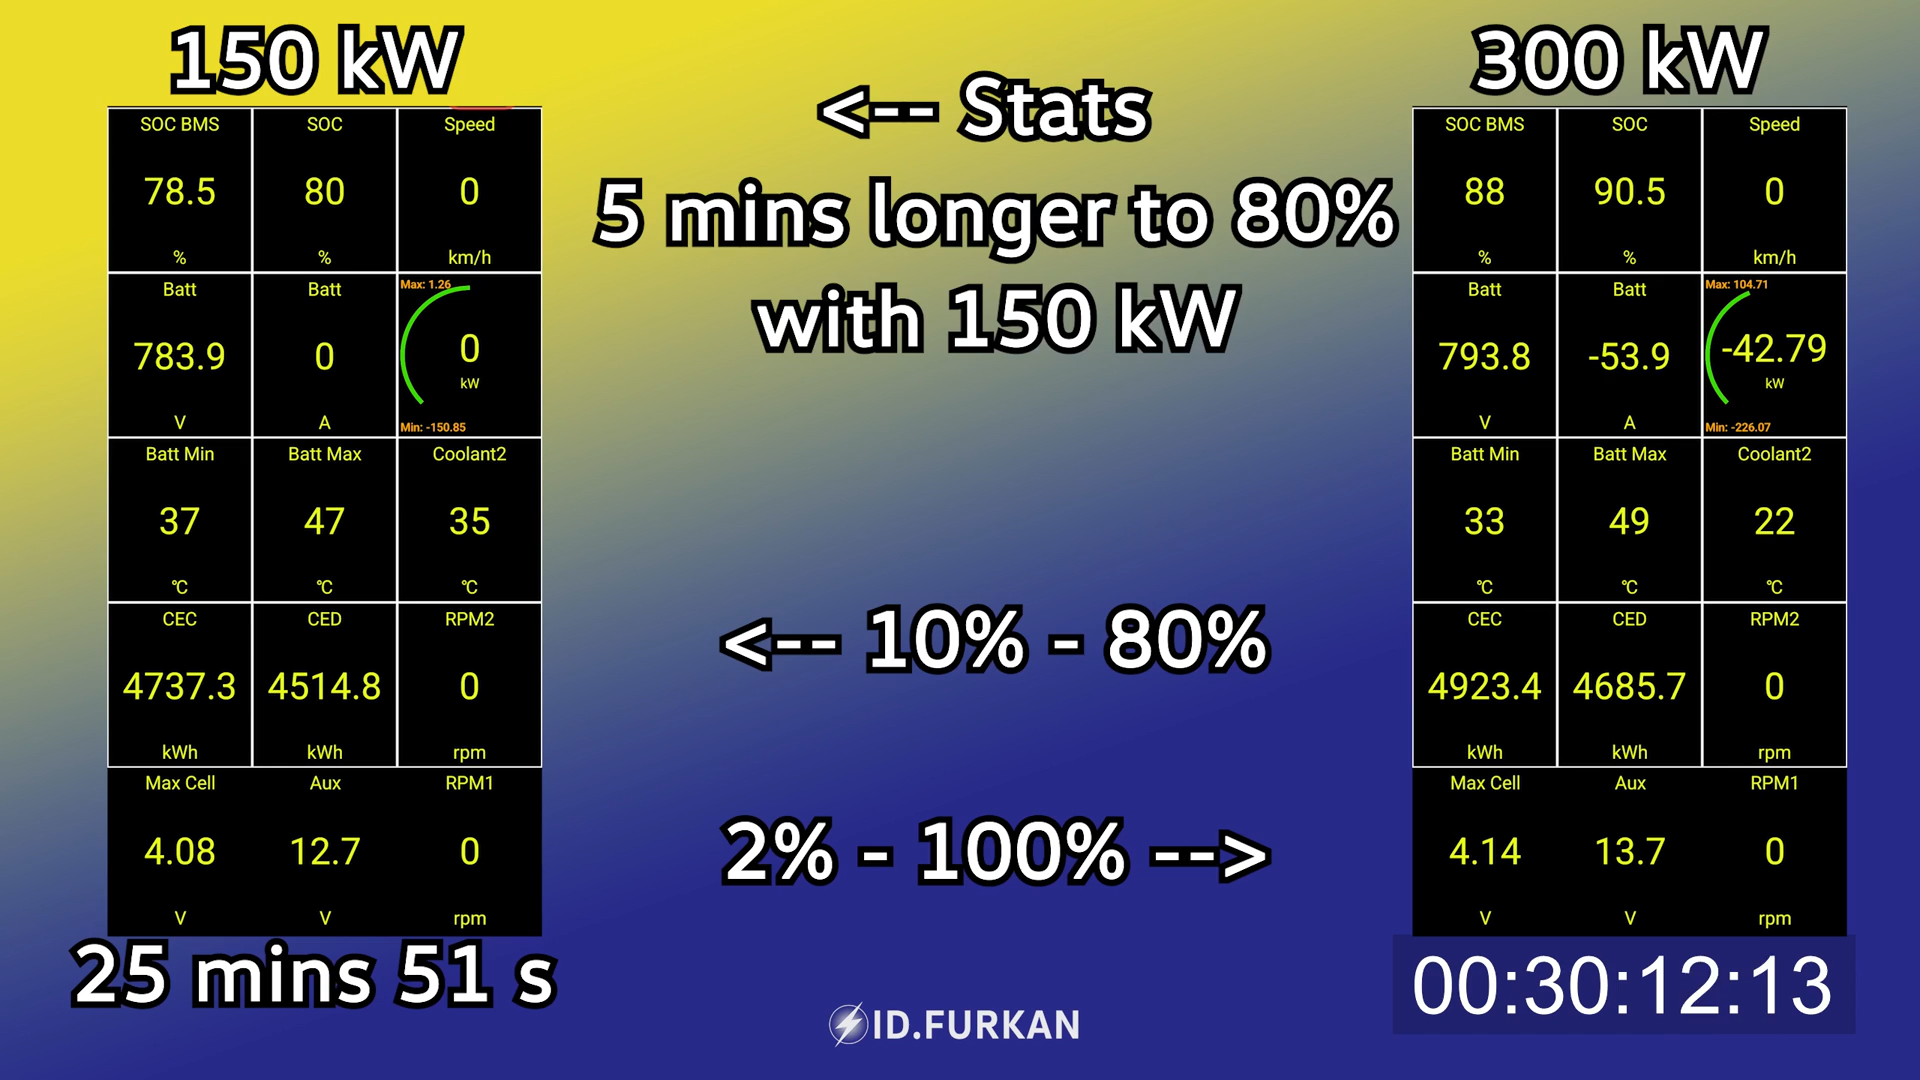 150 kW
SOC BMS SOC Speed
78.5 80 0
% % km/h
Batt Batt Max: 1.26
783.9 0 0
kW
V A Min: -150.85
Batt Min Batt Max Coolant2
37 47 35
℃ ℃ ℃
CEC CED RPM2
4737.3 4514.8 0
kWh kWh rpm
Max Cell Aux RPM1
4.08 12.7 0
V V rpm
25 mins 51 s
<-- Stats
5 mins longer to 80%
with 150 kW
<-- 10% - 80%
2% - 100% -->
ID.FURKAN
300 kW
SOC BMS SOC Speed
88 90.5 0
% % km/h
Batt Batt Max: 104.71
793.8 -53.9 -42.79
kW
V A Min: -226.07
Batt Min Batt Max Coolant2
33 49 22
℃ ℃ ℃
CEC CED RPM2
4923.4 4685.7 0
kWh kWh rpm
Max Cell Aux RPM1
4.14 13.7 0
V V rpm
00:30:12:13